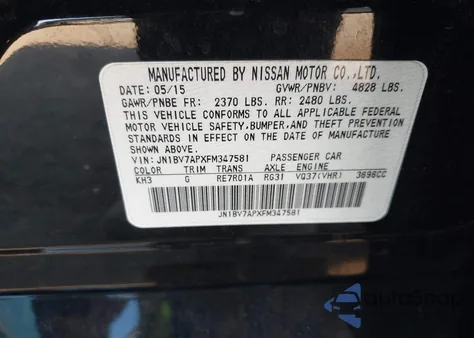 MANUFACTURED BY NISSAN MOTOR CO.,LTD.
DATE: 05/15 GVWR/PNBV: 4828 LBS.
GAWR/PNBE FR: 2370 LBS. RR: 2480 LBS.
THIS VEHICLE CONFORMS TO ALL APPLICABLE FEDERAL
MOTOR VEHICLE SAFETY, BUMPER, AND THEFT PREVENTION
STANDARDS IN EFFECT ON THE DATE OF MANUFACTURE
SHOWN ABOVE.
VIN: JN1BV7APXFM347581 PASSENGER CAR
COLOR TRIM TRANS AXLE ENGINE
KH3 G RE7R01A RG31 VQ37(VHR) 3696CC
JN1BV7APXFM347581
AutoSnap